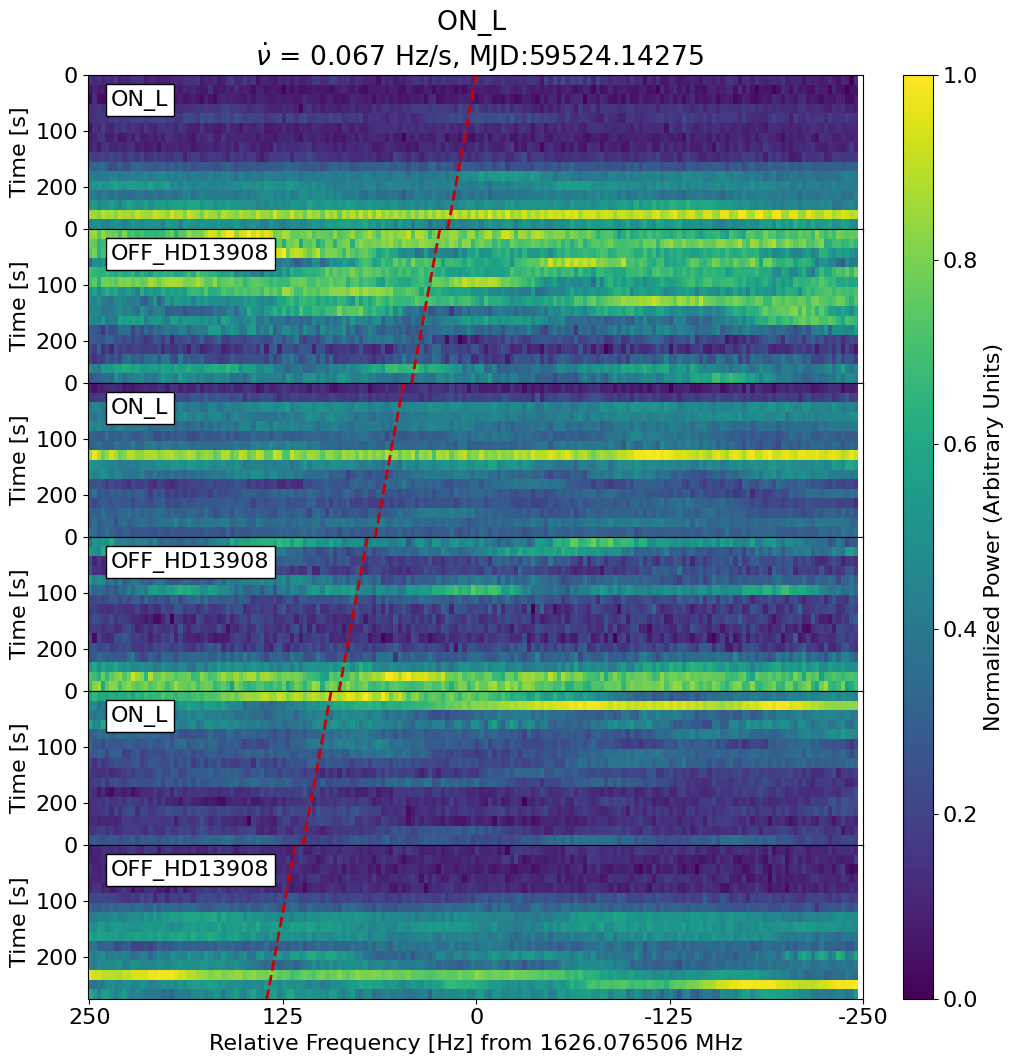 ON_L
ν̇ = 0.067 Hz/s, MJD:59524.14275
0
100
200
Time [s]
ON_L
0
100
200
Time [s]
OFF_HD13908
0
100
200
Time [s]
ON_L
0
100
200
Time [s]
OFF_HD13908
0
100
200
Time [s]
ON_L
0
100
200
Time [s]
OFF_HD13908
250 125 0 -125 -250
Relative Frequency [Hz] from 1626.076506 MHz
1.0
0.8
0.6
0.4
0.2
0.0
Normalized Power (Arbitrary Units)